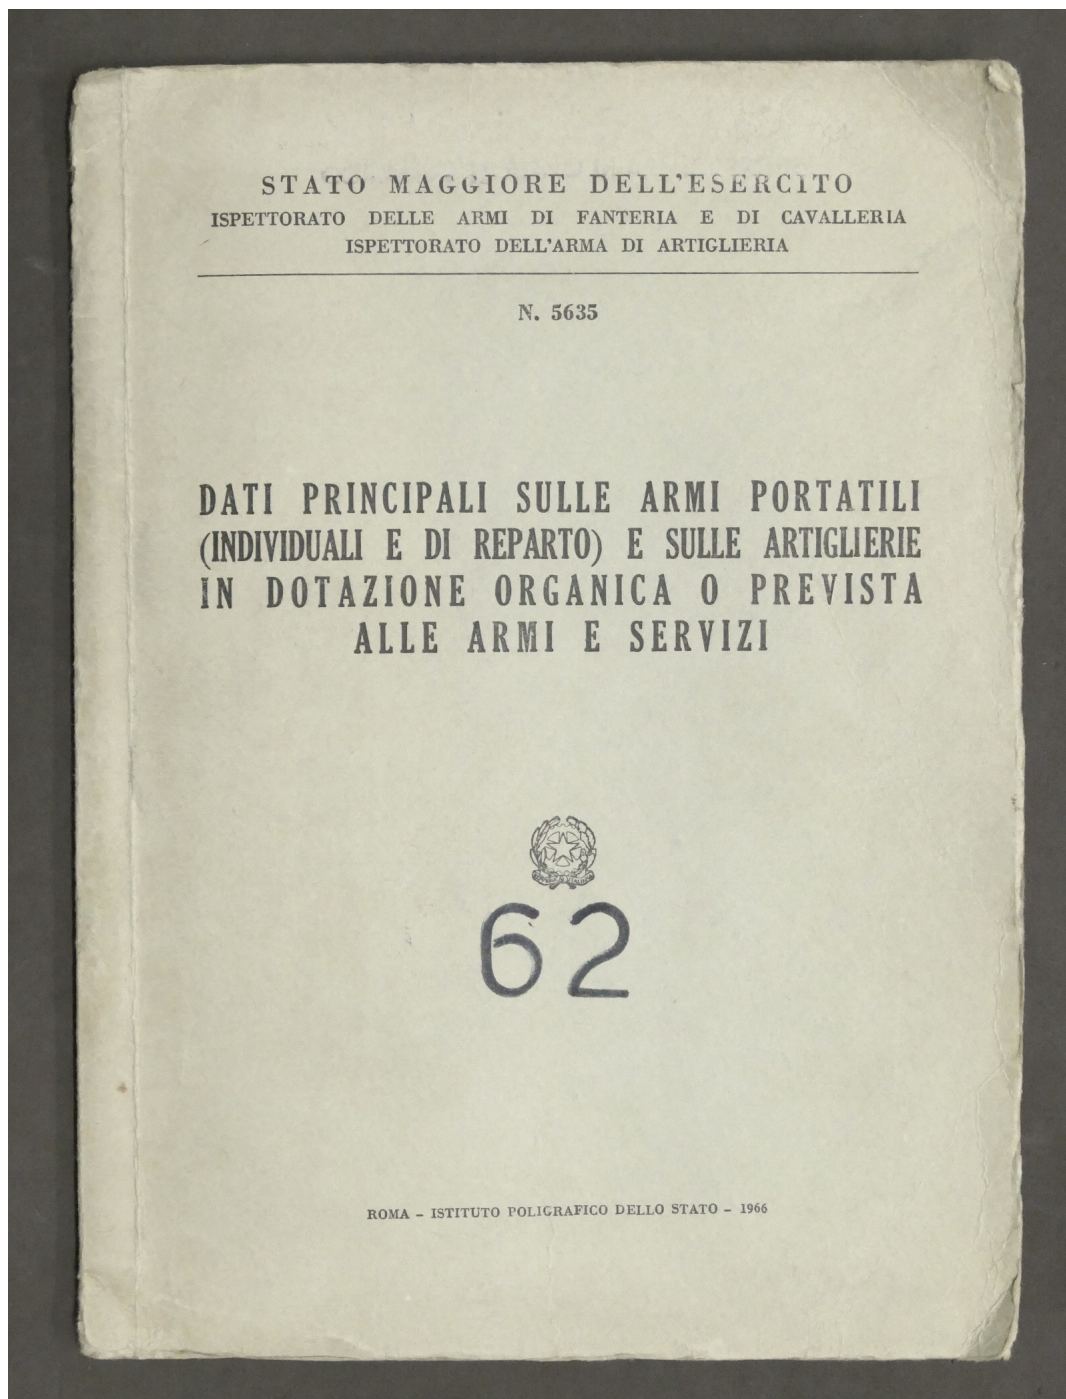 STATO MAGGIORE DELL'ESERCITO
ISPETTORATO DELLE ARMI DI FANTERIA E DI CAVALLERIA
ISPETTORATO DELL'ARMA DI ARTIGLIERIA
N. 5635
DATI PRINCIPALI SULLE ARMI PORTATILI
(INDIVIDUALI E DI REPARTO) E SULLE ARTIGLIERIE
IN DOTAZIONE ORGANICA O PREVISTA
ALLE ARMI E SERVIZI
62
ROMA – ISTITUTO POLIGRAFICO DELLO STATO – 1966